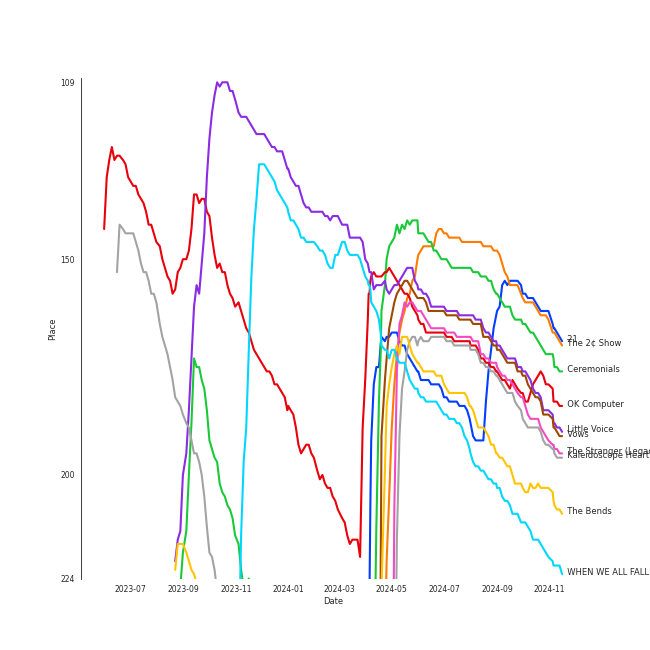 109
150
200
224
Place
2023-07
2023-09
2023-11
2024-01
2024-03
2024-05
2024-07
2024-09
2024-11
Date
21
The 2¢ Show
Ceremonials
OK Computer
Little Voice
Vows
The Stranger (Legac
Kaleidoscope Heart
The Bends
WHEN WE ALL FALL